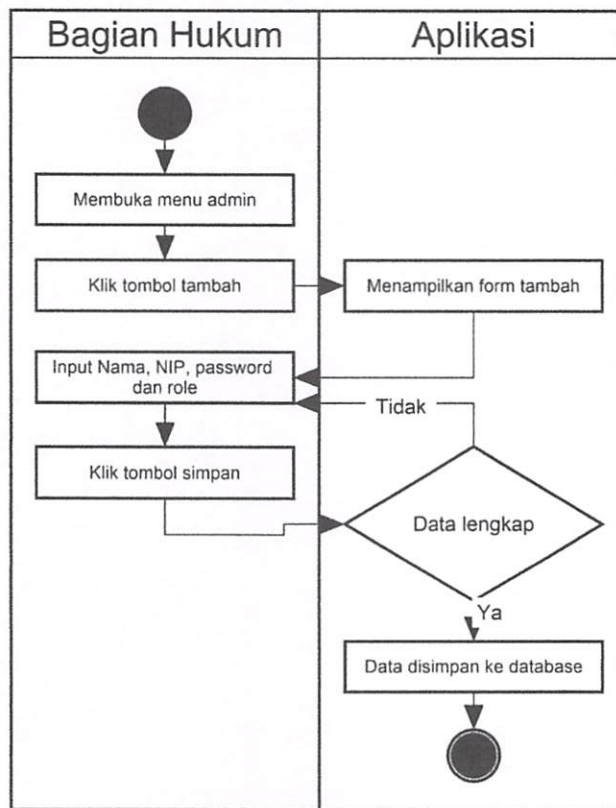 Bagian Hukum
Aplikasi
Membuka menu admin
Klik tombol tambah
Menampilkan form tambah
Input Nama, NIP, password
dan role
Tidak
Klik tombol simpan
Data lengkap
Ya
Data disimpan ke database